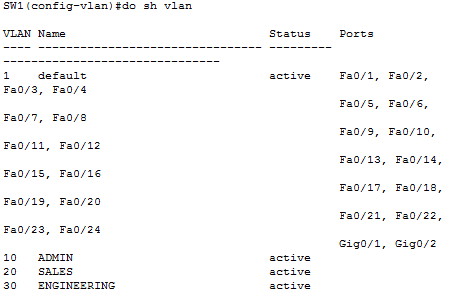 SW1(config-vlan)#do sh vlan
VLAN Name Status Ports
---- -------------------------------- --------- 
-------------------------------
1 default active Fa0/1, Fa0/2,
Fa0/3, Fa0/4
Fa0/5, Fa0/6,
Fa0/7, Fa0/8
Fa0/9, Fa0/10,
Fa0/11, Fa0/12
Fa0/13, Fa0/14,
Fa0/15, Fa0/16
Fa0/17, Fa0/18,
Fa0/19, Fa0/20
Fa0/21, Fa0/22,
Fa0/23, Fa0/24
Gig0/1, Gig0/2
10 ADMIN active
20 SALES active
30 ENGINEERING active